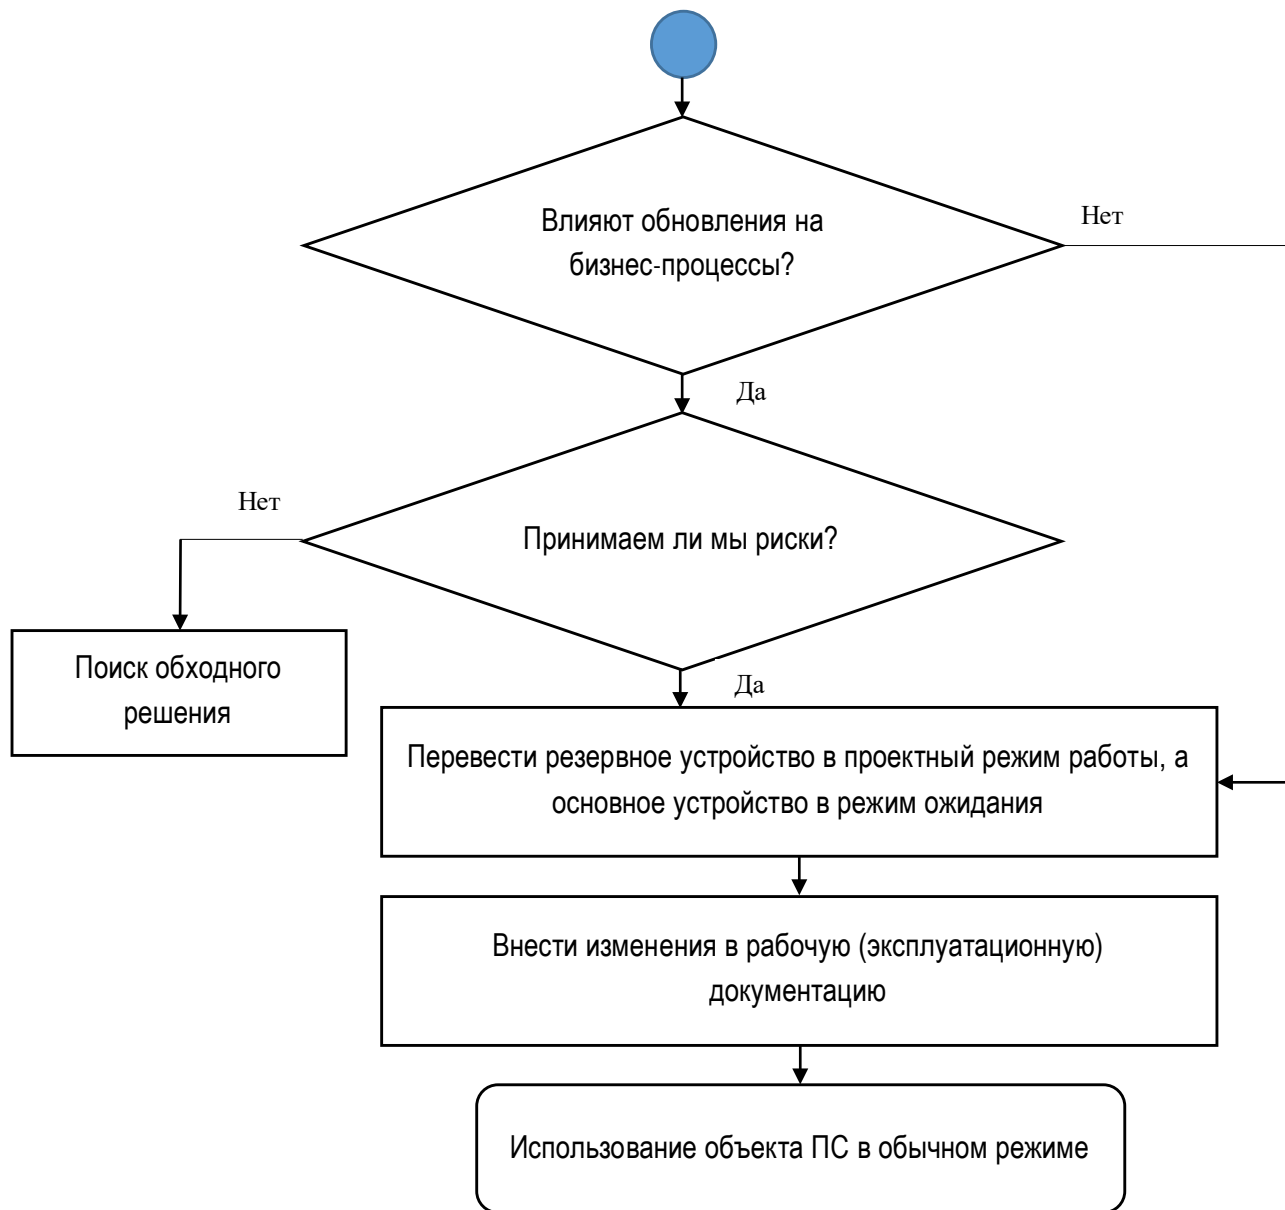 Влияют обновления на
бизнес-процессы?
Нет
Да
Принимаем ли мы риски?
Нет
Поиск обходного
решения
Да
Перевести резервное устройство в проектный режим работы, а
основное устройство в режим ожидания
Внести изменения в рабочую (эксплуатационную)
документацию
Использование объекта ПС в обычном режиме